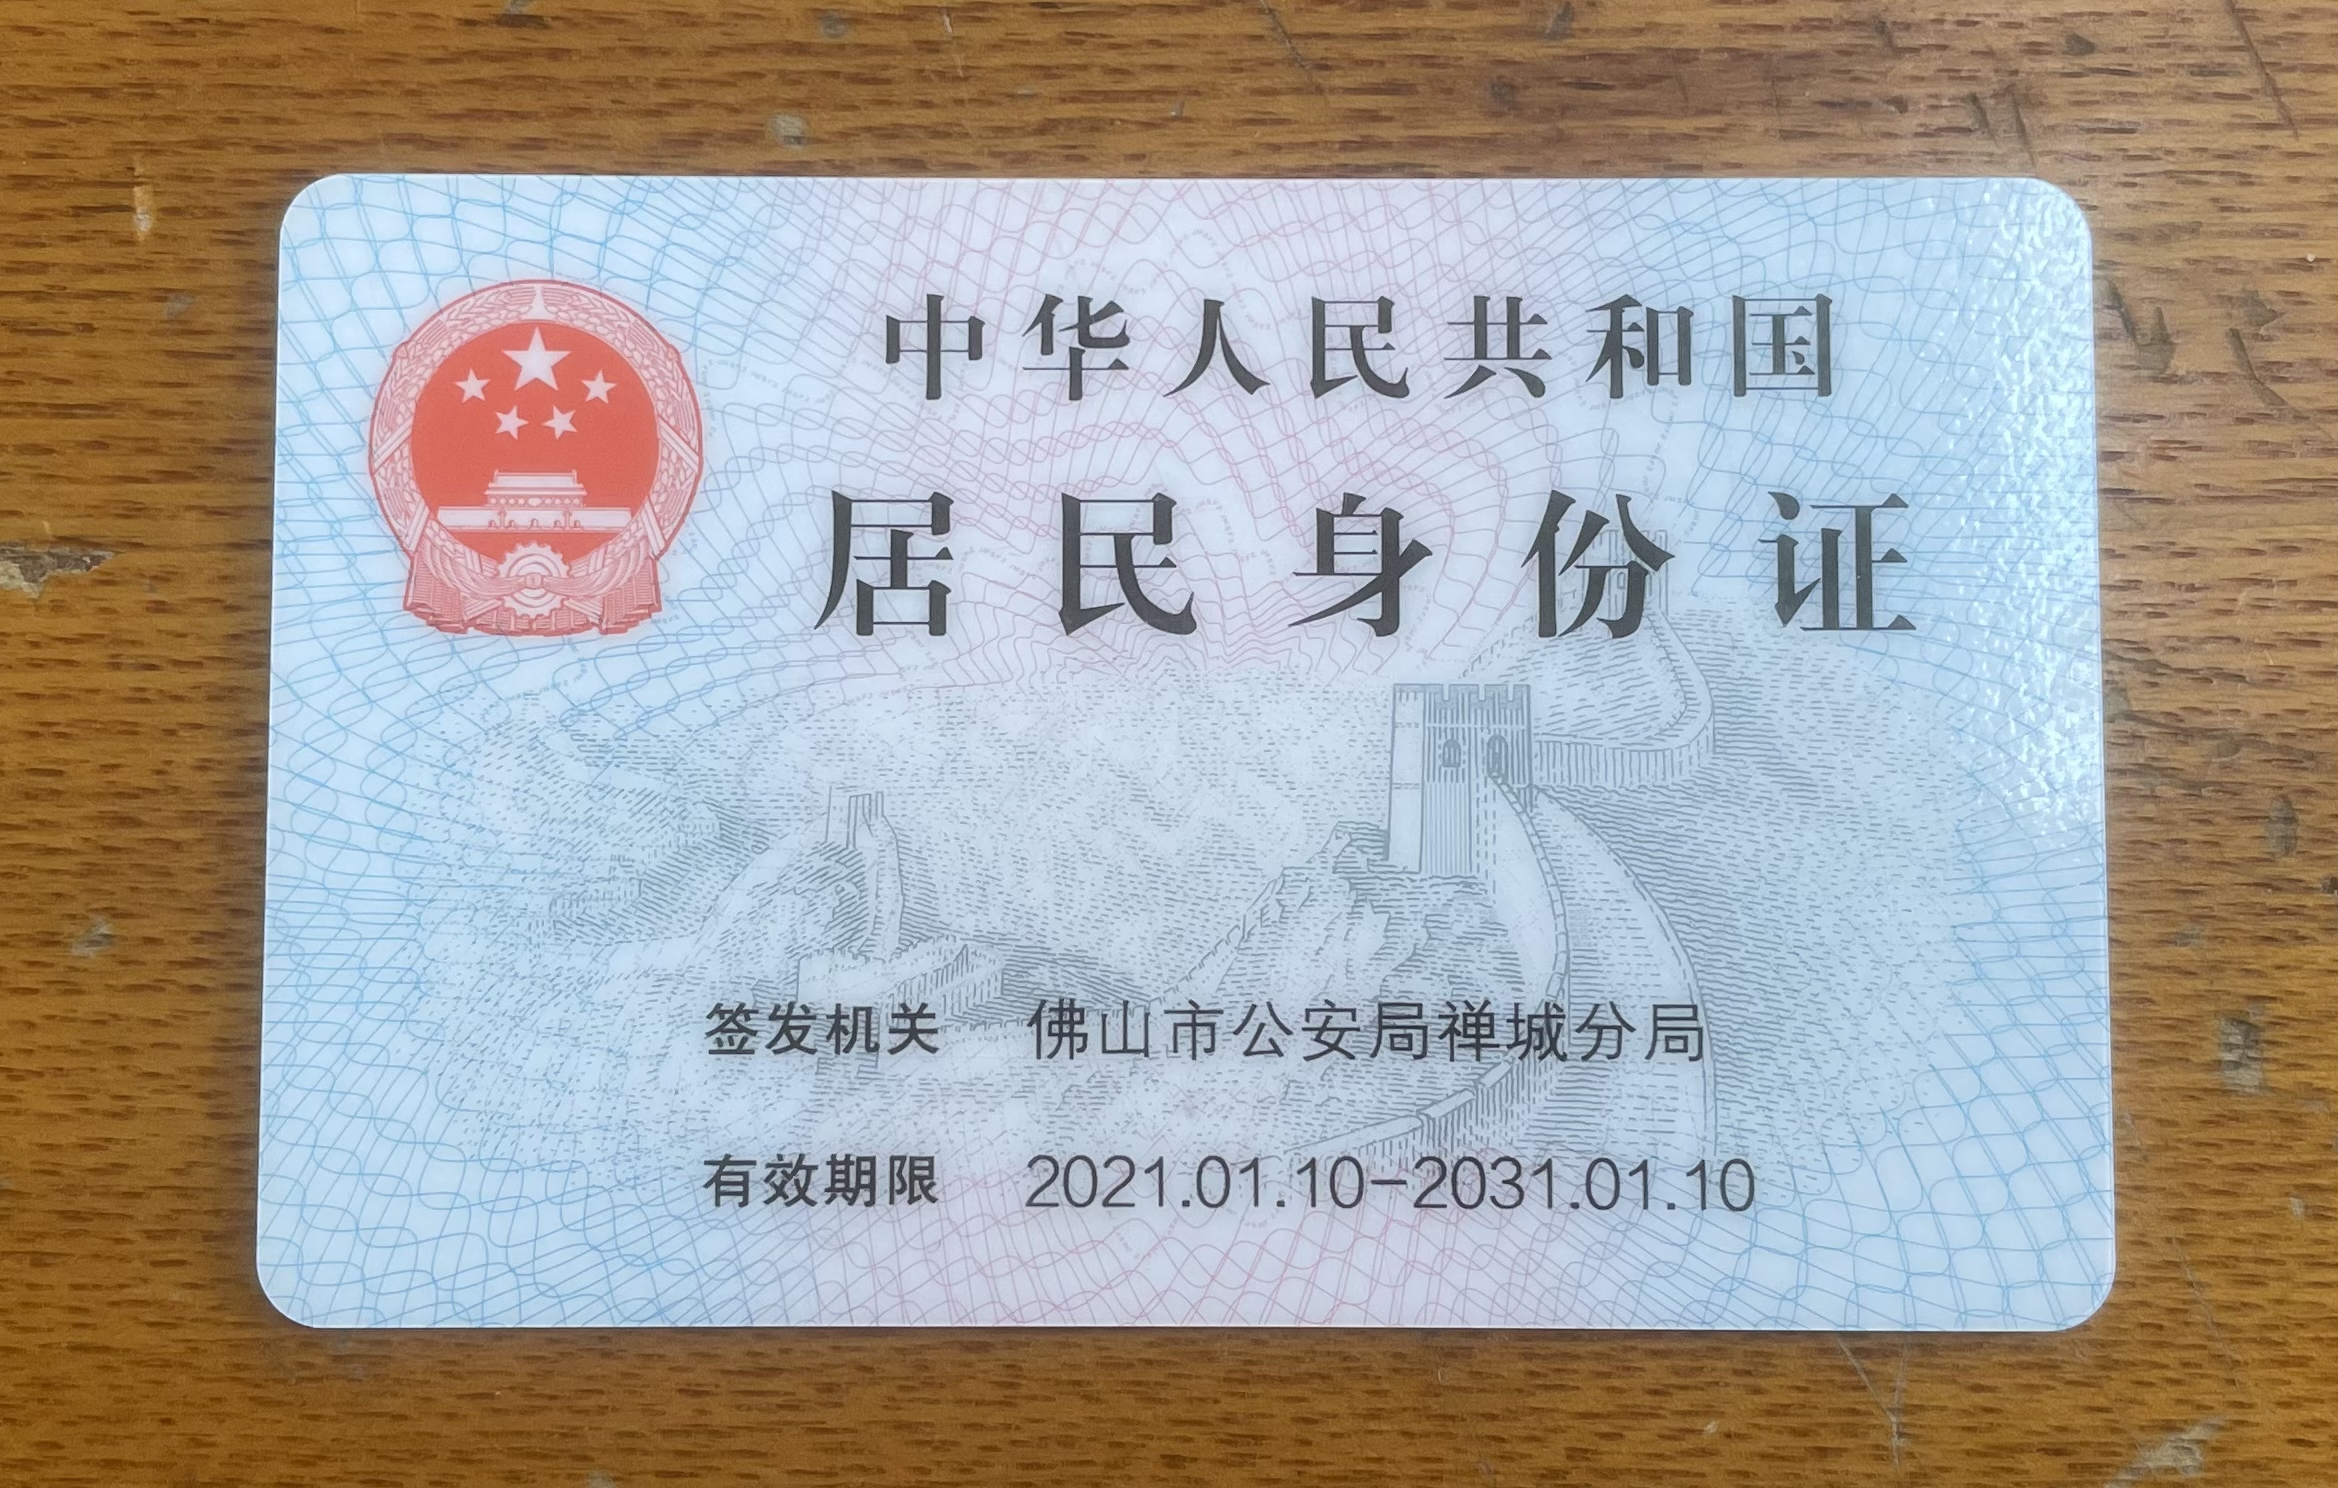 中华人民共和国
居民身份证
签发机关 佛山市公安局禅城分局
有效期限 2021.01.10-2031.01.10